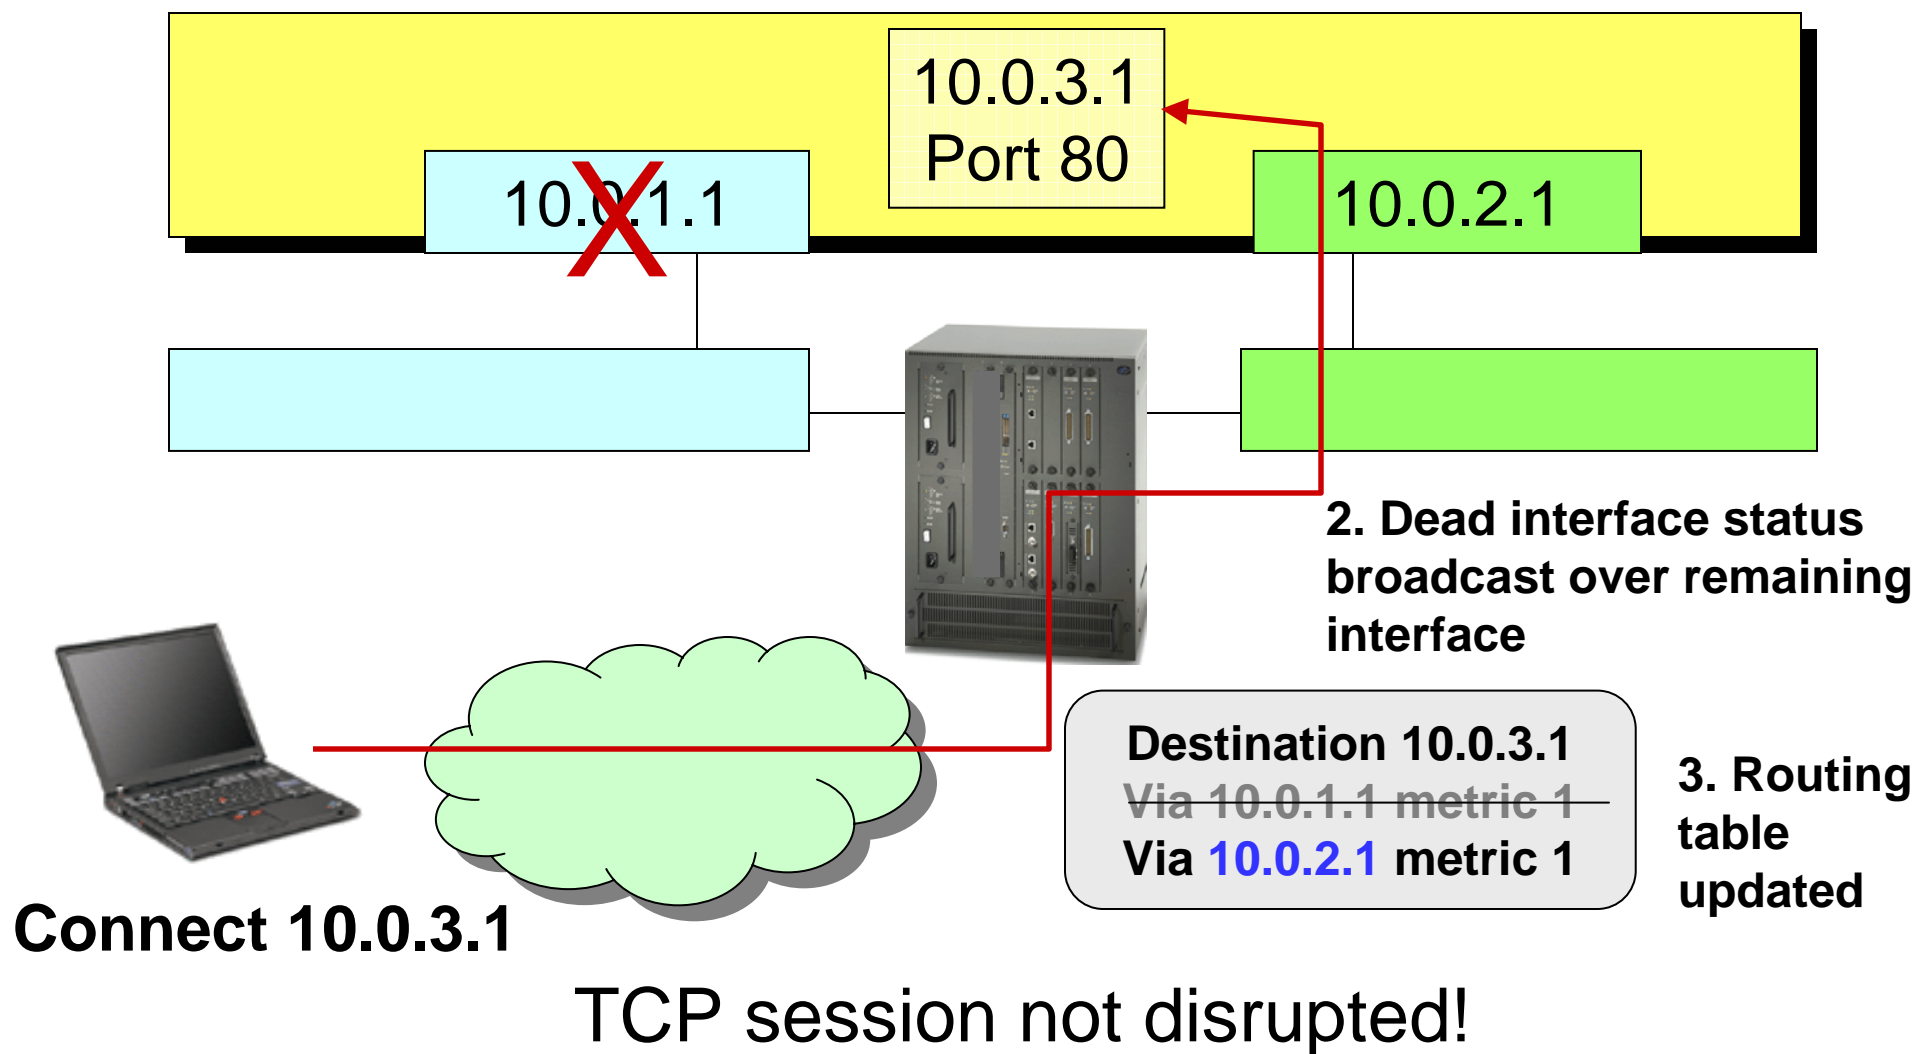 10.0.3.1
Port 80
10.0.1.1
X
10.0.2.1
2. Dead interface status
broadcast over remaining
interface
Destination 10.0.3.1
Via 10.0.1.1 metric 1
Via 10.0.2.1 metric 1
3. Routing
table
updated
Connect 10.0.3.1
TCP session not disrupted!